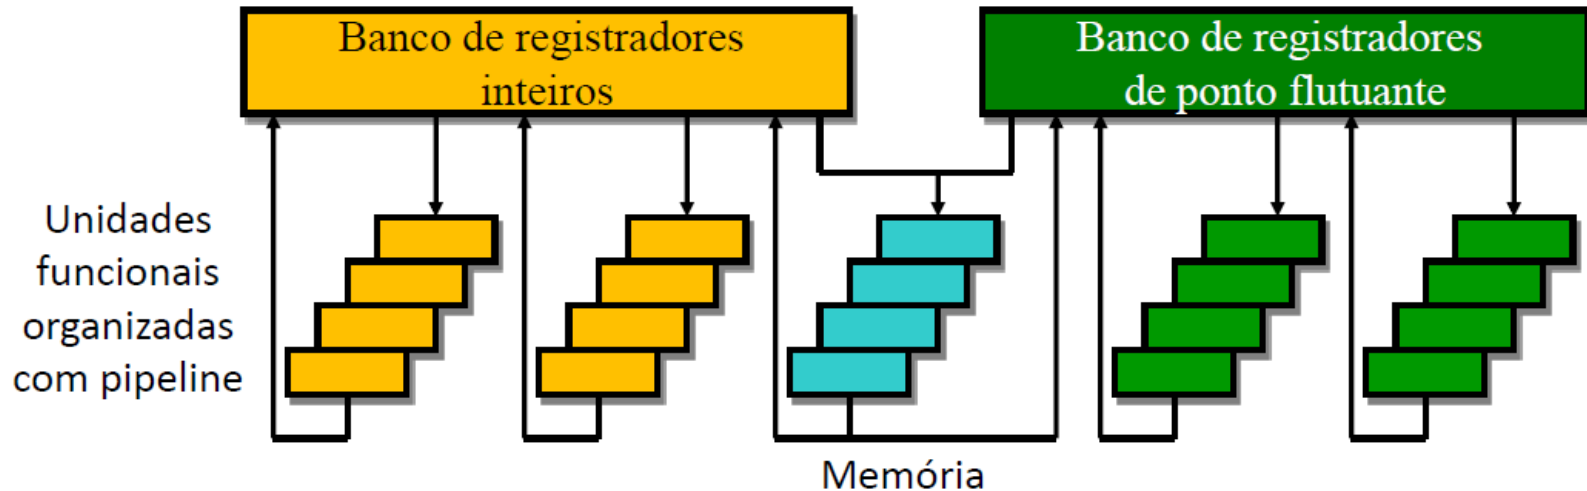 Banco de registradores
inteiros
Banco de registradores
de ponto flutuante
Unidades
funcionais
organizadas
com pipeline
Memória